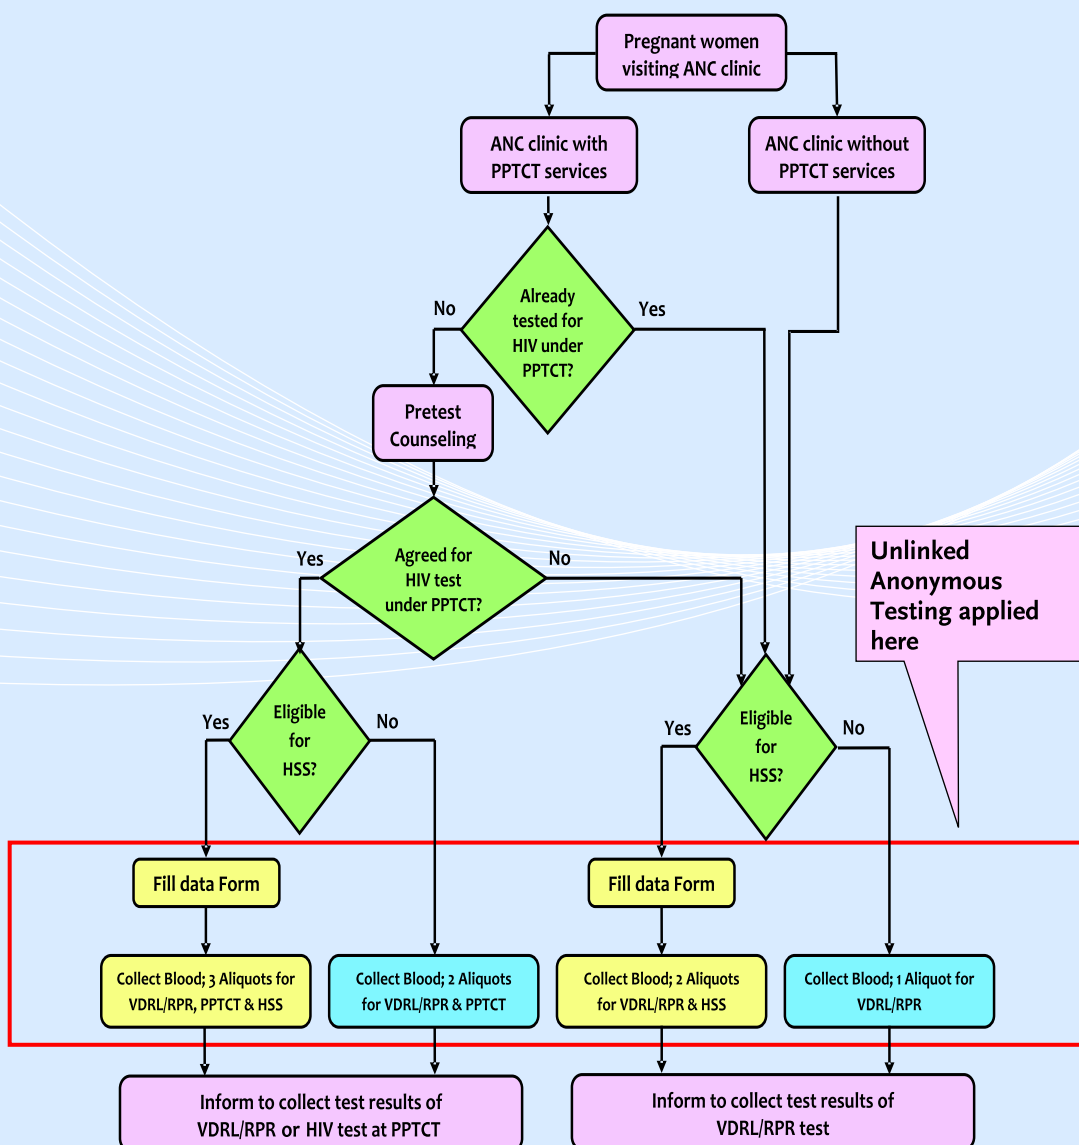 Pregnant women
visiting ANC clinic
ANC clinic with
PPTCT services
ANC clinic without
PPTCT services
Already
tested for
HIV under
PPTCT?
No
Yes
Pretest
Counseling
Agreed for
HIV test
under PPTCT?
Yes
No
Unlinked
Anonymous
Testing applied
here
Eligible
for
HSS?
Yes
No
Eligible
for
HSS?
Yes
No
Fill data Form
Fill data Form
Collect Blood; 3 Aliquots for
VDRL/RPR, PPTCT & HSS
Collect Blood; 2 Aliquots
for VDRL/RPR & PPTCT
Collect Blood; 2 Aliquots
for VDRL/RPR & HSS
Collect Blood; 1 Aliquot for
VDRL/RPR
Inform to collect test results of
VDRL/RPR or HIV test at PPTCT
Inform to collect test results of
VDRL/RPR test